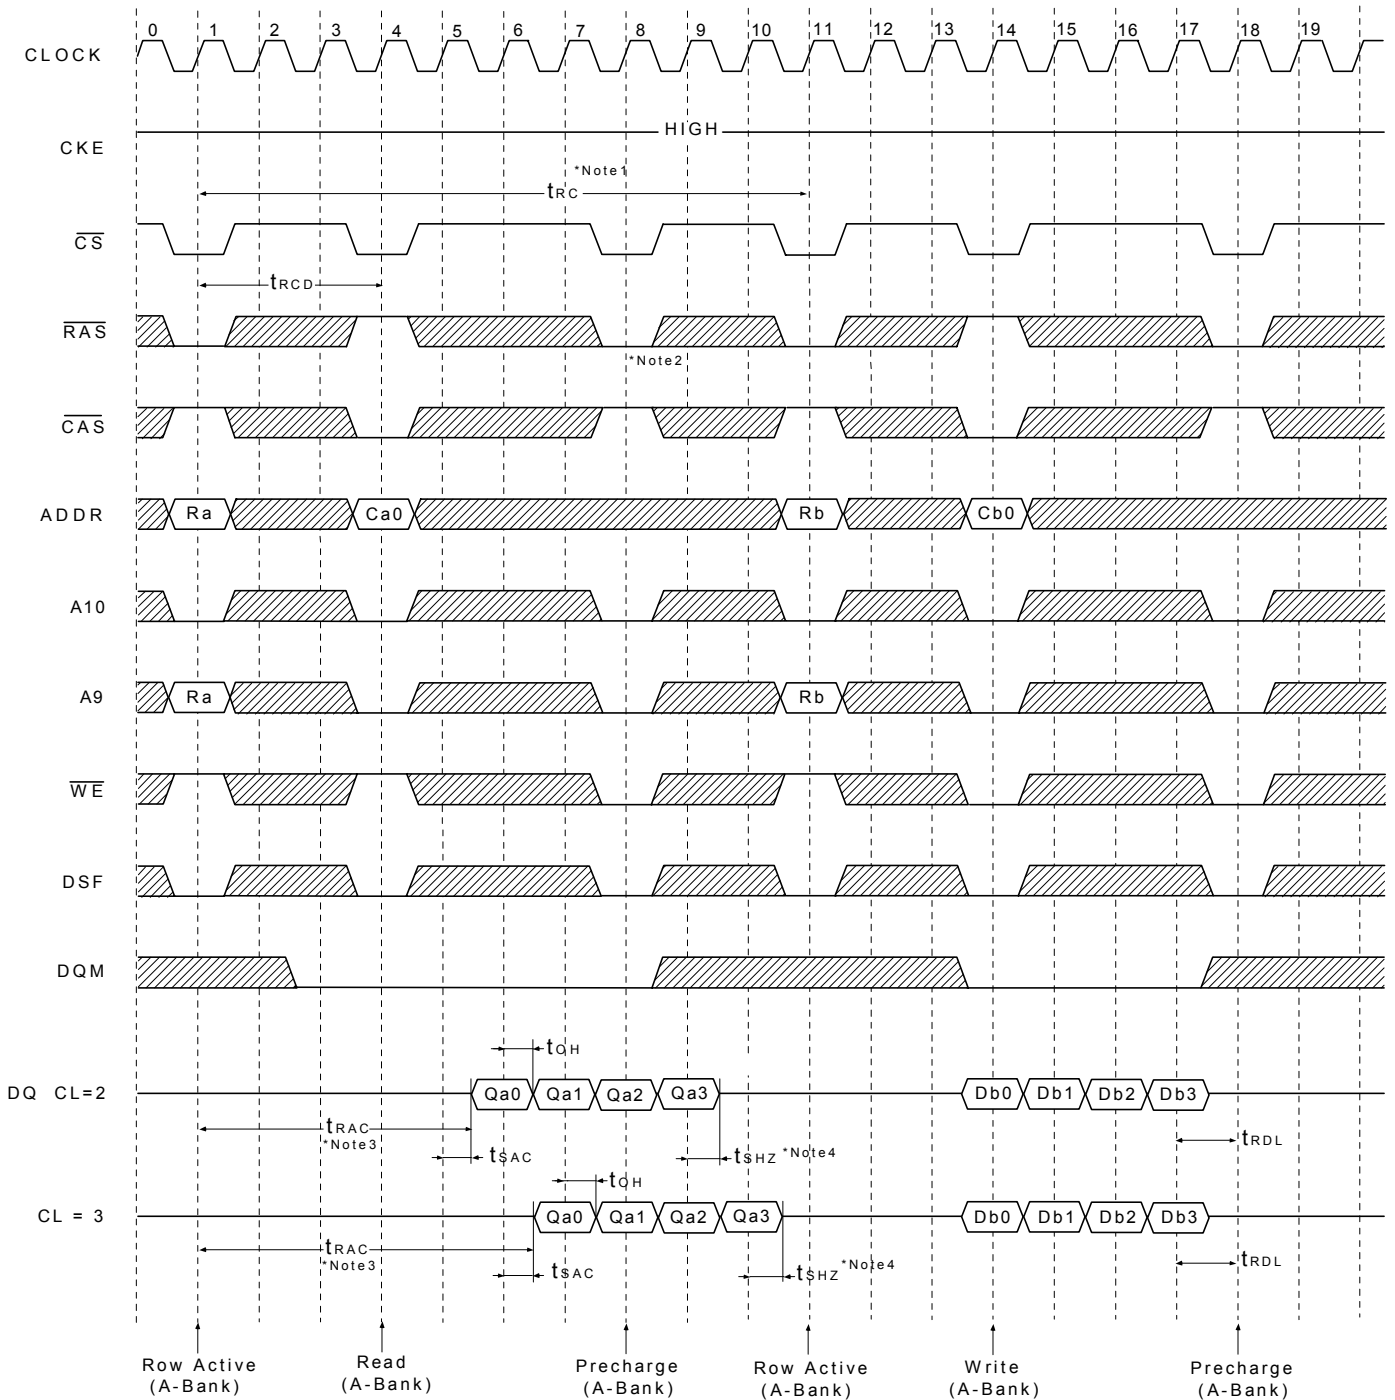 0 1 2 3 4 5 6 7 8 9 10 11 12 13 14 15 16 17 18 19
CLOCK
HIGH
CKE
*Note1
tRC
CS
tRCD
RAS
*Note2
CAS
ADDR Ra Ca0 Rb Cb0
A10
A9 Ra Rb
WE
DSF
DQM
tOH
DQ CL=2 Qa0 Qa1 Qa2 Qa3 Db0 Db1 Db2 Db3
tRAC tRDL
*Note3
tSAC tSHZ *Note4
tOH
CL = 3 Qa0 Qa1 Qa2 Qa3 Db0 Db1 Db2 Db3
tRAC tRDL
*Note3
tSAC tSHZ *Note4
Row Active Read Precharge Row Active Write Precharge
(A-Bank) (A-Bank) (A-Bank) (A-Bank) (A-Bank) (A-Bank)